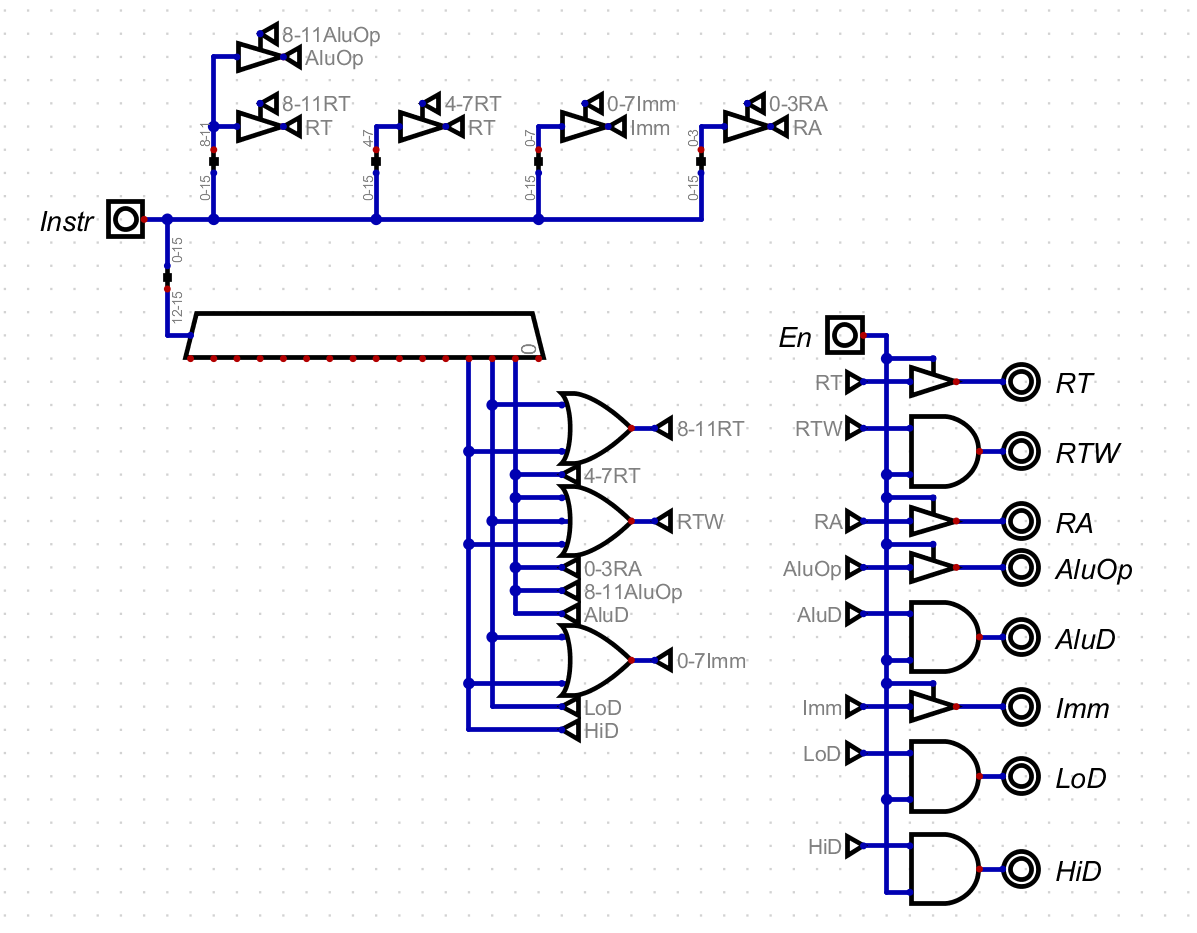 8-11AluOp
AluOp
8-11RT
4-7RT
0-7Imm
0-3RA
RT
RT
Imm
RA
8-11
4-7
0-7
0-3
0-15
0-15
0-15
0-15
Instr
0-15
12-15
0
8-11RT
4-7RT
RTW
0-3RA
8-11AluOp
AluD
0-7Imm
LoD
HiD
En
RT
RT
RTW
RTW
RA
RA
AluOp
AluOp
AluD
AluD
Imm
Imm
LoD
LoD
HiD
HiD